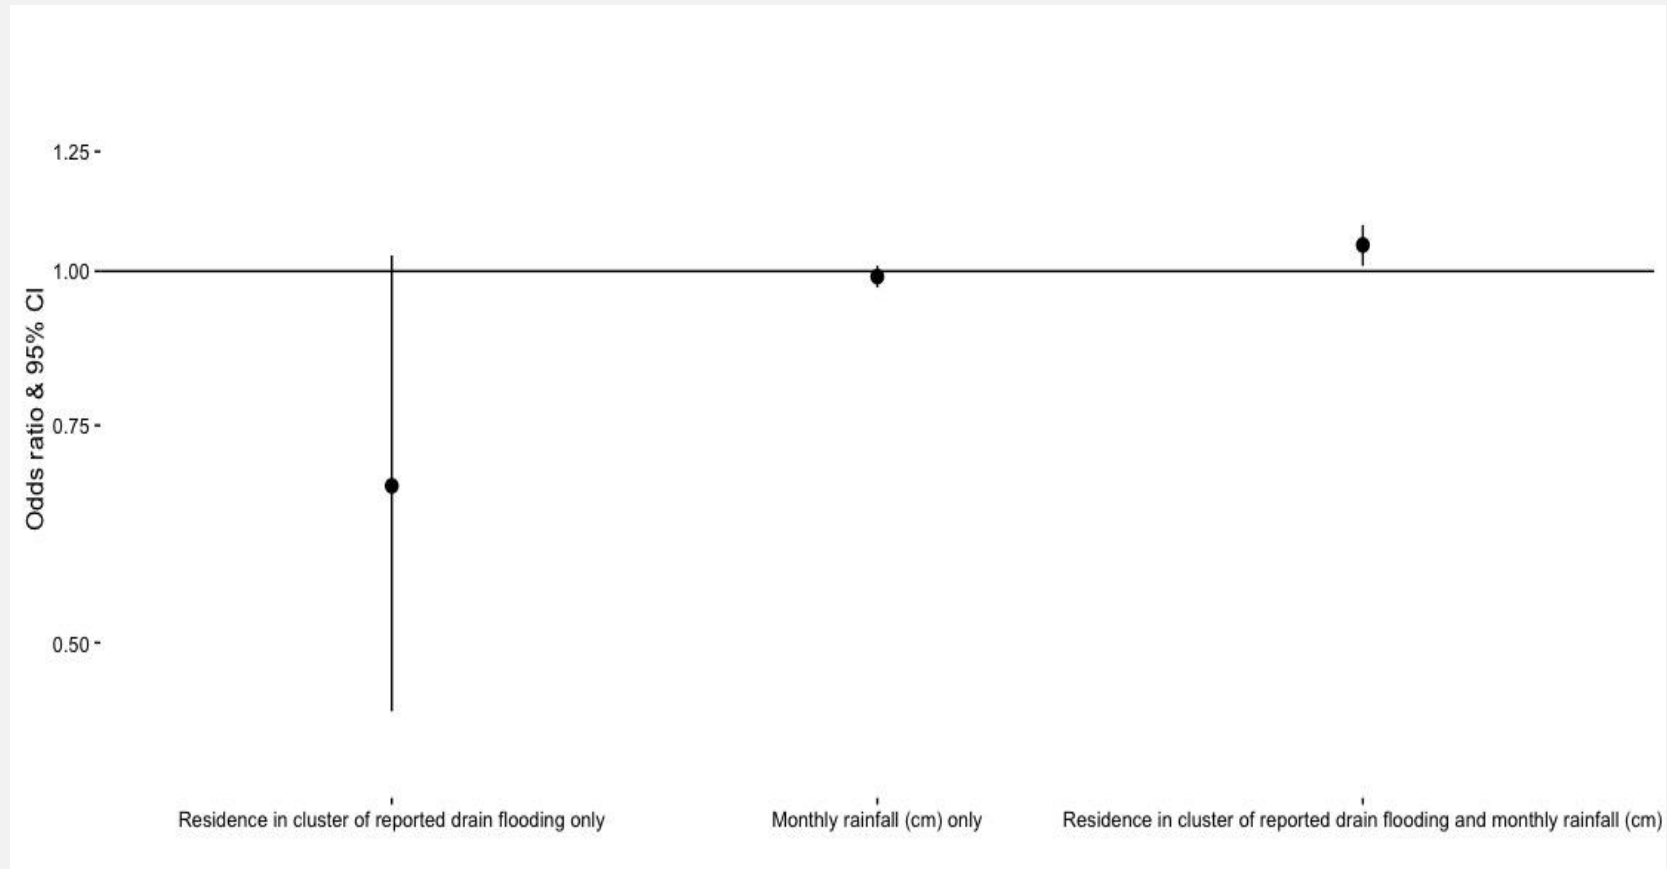 Odds ratio & 95% CI
1.25
1.00
0.75
0.50
Residence in cluster of reported drain flooding only
Monthly rainfall (cm) only
Residence in cluster of reported drain flooding and monthly rainfall (cm)